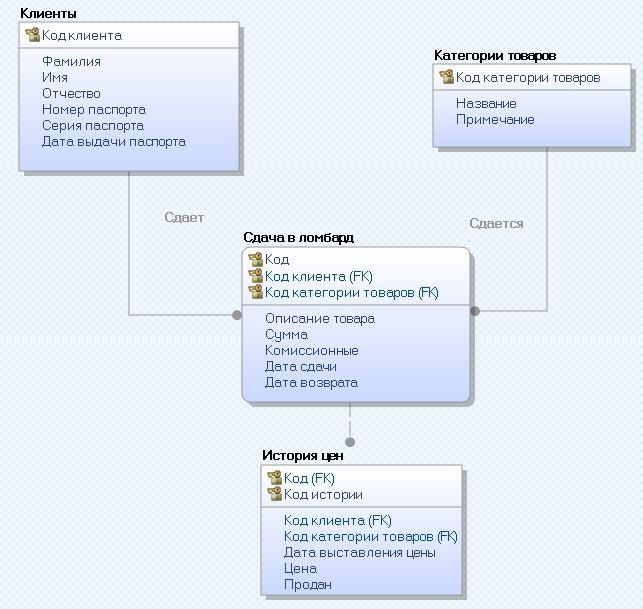 Клиенты
Код клиента
Фамилия
Имя
Отчество
Номер паспорта
Серия паспорта
Дата выдачи паспорта
Категории товаров
Код категории товаров
Название
Примечание
Сдает
Сдается
Сдача в ломбард
Код
Код клиента (FK)
Код категории товаров (FK)
Описание товара
Сумма
Комиссионные
Дата сдачи
Дата возврата
История цен
Код (FK)
Код истории
Код клиента (FK)
Код категории товаров (FK)
Дата выставления цены
Цена
Продан